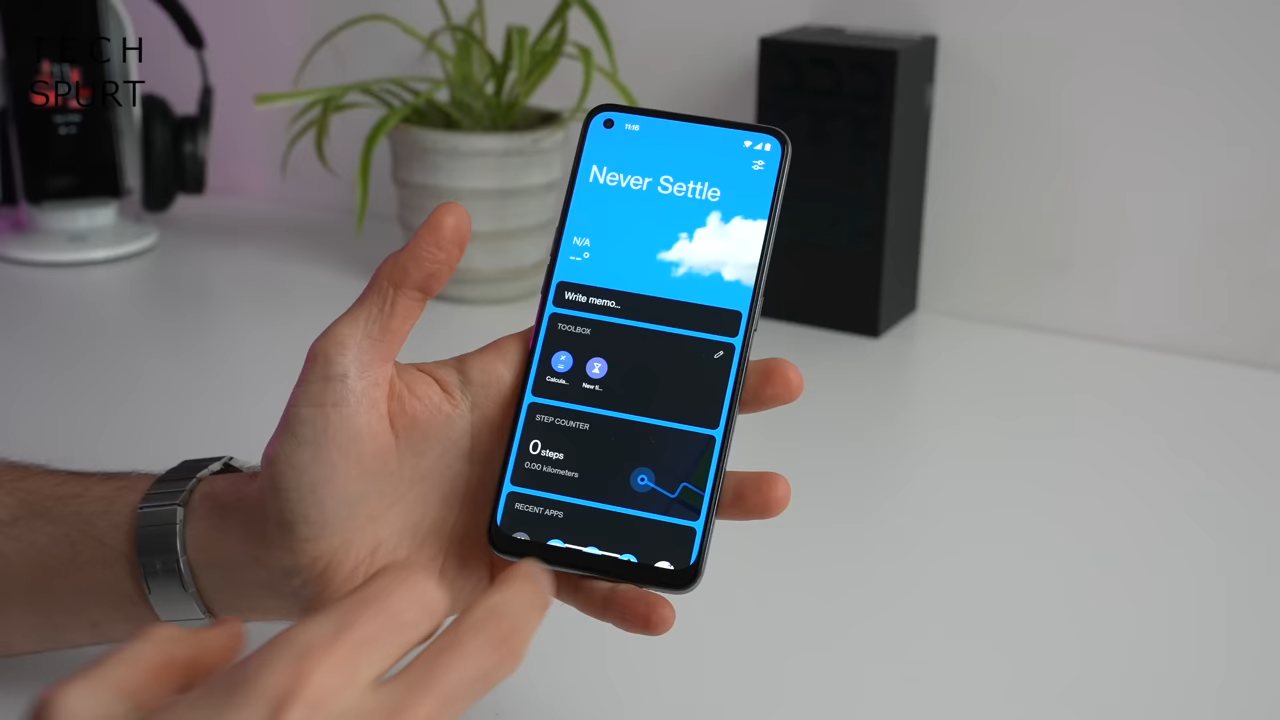 TECH
SPURT
11:16
Never Settle
N/A
--°
Write memo...
TOOLBOX
Calcula...
New ti...
STEP COUNTER
0 steps
0.00 kilometers
RECENT APPS